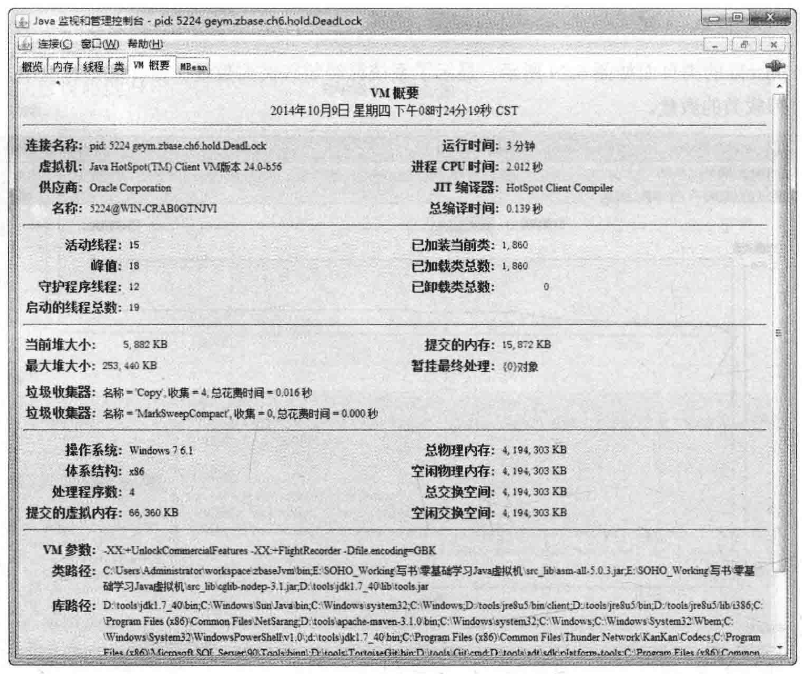 Java 监视和管理控制台 - pid: 5224 geym.zbase.ch6.hold.DeadLock
连接(C) 窗口(W) 帮助(H)
概览 内存 线程 类 VM 概要 MBean
VM 概要
2014年10月9日 星期四 下午08时24分19秒 CST
连接名称: pid: 5224 geym.zbase.ch6.hold.DeadLock 运行时间: 3 分钟
虚拟机: Java HotSpot(TM) Client VM版本 24.0-b56 进程 CPU 时间: 2.012 秒
供应商: Oracle Corporation JIT 编译器: HotSpot Client Compiler
名称: 5224@WIN-CRAB0GTNJVI 总编译时间: 0.139 秒
活动线程: 15 已加装当前类: 1,860
峰值: 18 已加载类总数: 1,860
守护程序线程: 12 已卸载类总数: 0
启动的线程总数: 19
当前堆大小: 5,882 KB 提交的内存: 15,872 KB
最大堆大小: 253,440 KB 暂挂最终处理: {0}对象
垃圾收集器: 名称 = 'Copy', 收集 = 4, 总花费时间 = 0.016 秒
垃圾收集器: 名称 = 'MarkSweepCompact', 收集 = 0, 总花费时间 = 0.000 秒
操作系统: Windows 7 6.1 总物理内存: 4,194,303 KB
体系结构: x86 空闲物理内存: 4,194,303 KB
处理程序数: 4 总交换空间: 4,194,303 KB
提交的虚拟内存: 66,360 KB 空闲交换空间: 4,194,303 KB
VM 参数: -XX:+UnlockCommercialFeatures -XX:+FlightRecorder -Dfile.encoding=GBK
类路径: C:\Users\Administrator\workspace\zbaseJvm\bin;E:\SOHO_Working\写书\零基础学习Java虚拟机\src_lib\asm-all-5.0.3.jar;E:\SOHO_Working\写书\零基
础学习Java虚拟机\src_lib\cglib-nodep-3.1.jar;D:\tools\jdk1.7_40\lib\tools.jar
库路径: D:\tools\jdk1.7_40\bin;C:\Windows\Sun\Java\bin;C:\Windows\system32;C:\Windows;D:/tools/jre8u5/bin/client;D:/tools/jre8u5/bin;D:/tools/jre8u5/lib/i386;C:
\Program Files (x86)\Common Files\NetSarang;D:\tools\apache-maven-3.1.0\bin;C:\Windows\system32;C:\Windows;C:\Windows\System32\Wbem;C:
\Windows\System32\WindowsPowerShell\v1.0\;d:\tools\jdk1.7_40\bin;C:\Program Files (x86)\Common Files\Thunder Network\KanKan\Codecs;C:\Program
Files (x86)\Microsoft SQL Server\90\Tools\binn\;D:\tools\TortoiseGit\bin;D:\tools\Git\cmd;D:\tools\adt\sdk\platform-tools;C:\Program Files (x86)\Common